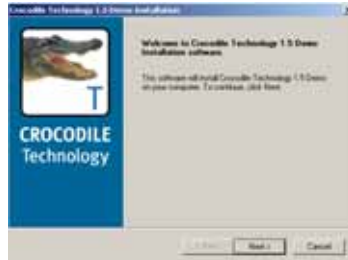 Crocodile Technology 1.5 Demo Installation
Welcome to Crocodile Technology 1.5 Demo
Installation software.
This software will install Crocodile Technology 1.5 Demo
on your computer. To continue, click Next.
T
CROCODILE
Technology
Next >
Cancel